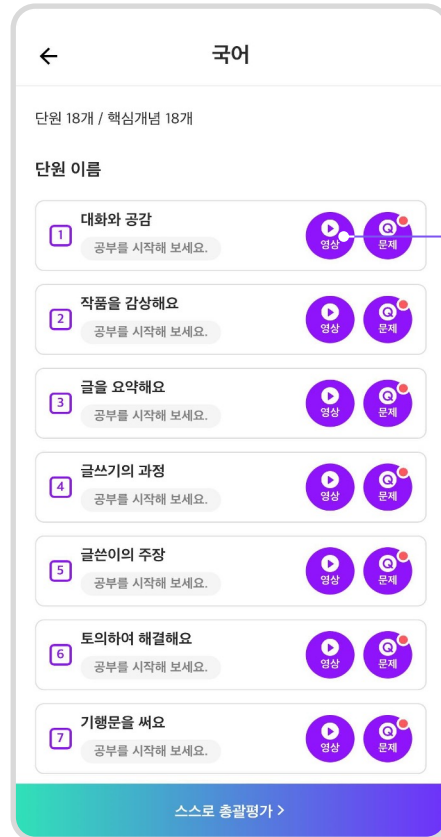 국어
단원 18개 / 핵심개념 18개
단원 이름
1 대화와 공감
공부를 시작해 보세요.
영상 Q 문제
2 작품을 감상해요
공부를 시작해 보세요.
영상 Q 문제
3 글을 요약해요
공부를 시작해 보세요.
영상 Q 문제
4 글쓰기의 과정
공부를 시작해 보세요.
영상 Q 문제
5 글쓴이의 주장
공부를 시작해 보세요.
영상 Q 문제
6 토의하여 해결해요
공부를 시작해 보세요.
영상 Q 문제
7 기행문을 써요
공부를 시작해 보세요.
영상 Q 문제
스스로 총괄평가 >